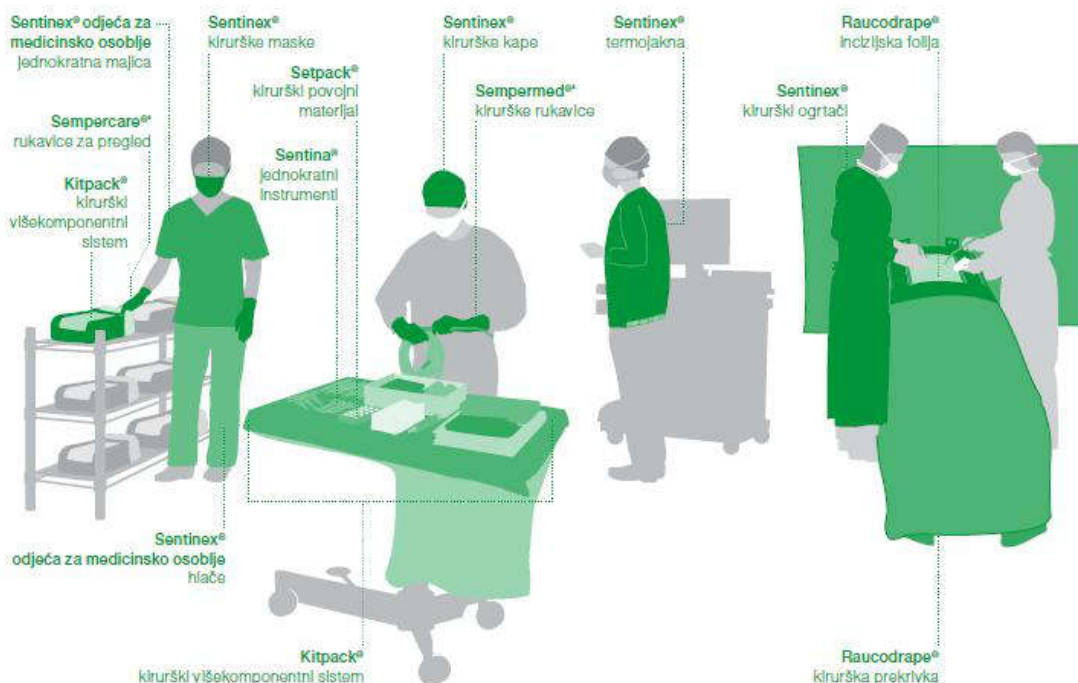 Sentinex® odjeća za
medicinsko osoblje
jednokratna majica
Sentinex®
kirurške maske
Sentinex®
kirurške kape
Sentinex®
termojakna
Raucodrape®
incizijska folija
Setpack®
kirurški povojni
materijal
Sempermed®*
kirurške rukavice
Sentinex®
kirurški ogrtači
Sempercare®*
rukavice za pregled
Sentina®
jednokratni
instrumenti
Kitpack®
kirurški
višekomponentni
sistem
Sentinex®
odjeća za medicinsko osoblje
hlače
Kitpack®
kirurški višekomponentni sistem
Raucodrape®
kirurška prekrivka